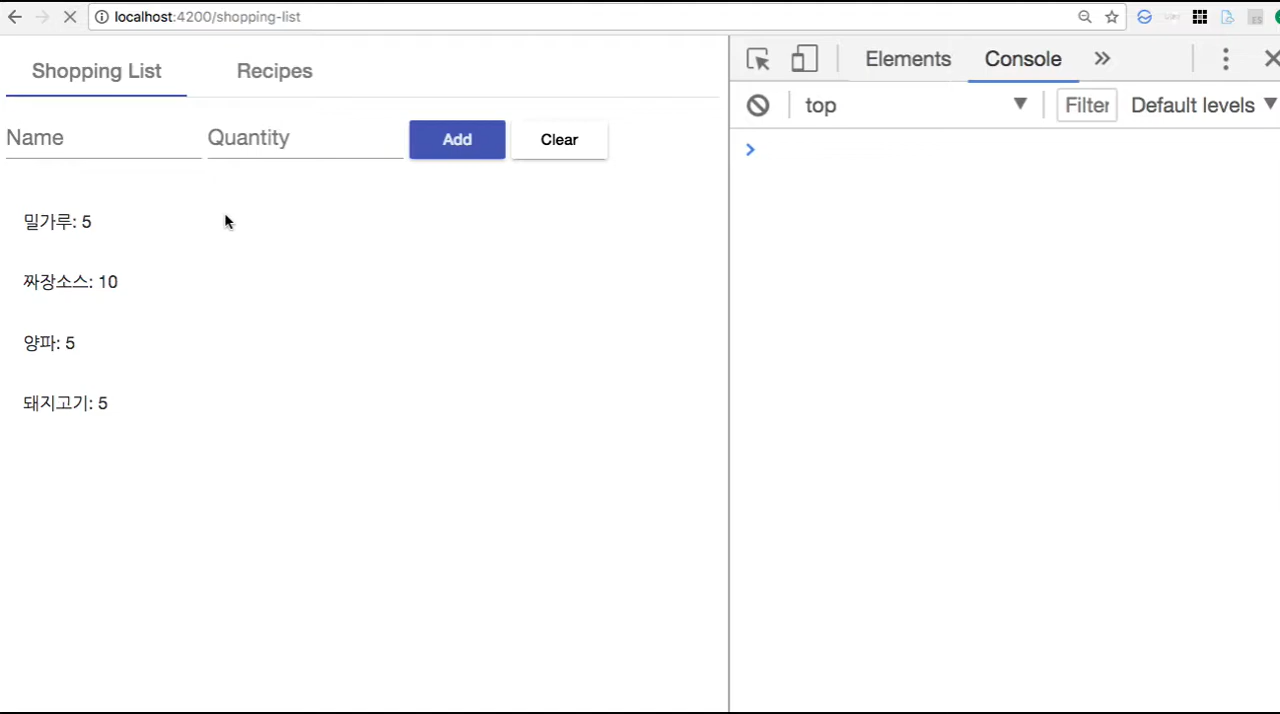 localhost:4200/shopping-list
Shopping List Recipes
Elements Console
top Filter Default levels
Name Quantity Add Clear
밀가루: 5
짜장소스: 10
양파: 5
돼지고기: 5